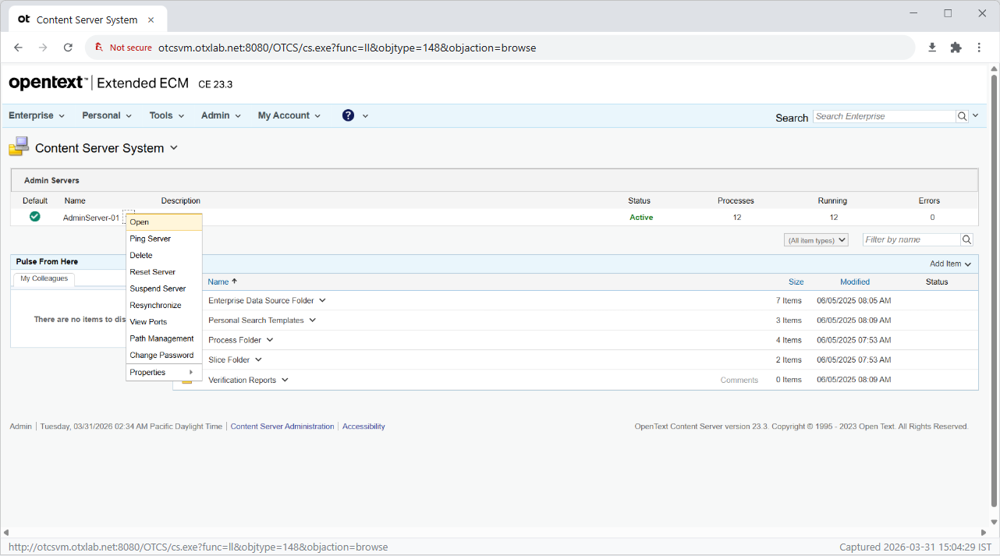 ot Content Server System
Not secure otcsvm.otxlab.net:8080/OTCS/cs.exe?func=ll&objtype=148&objaction=browse
opentext™ | Extended ECM CE 23.3
Enterprise Personal Tools Admin My Account ? Search Search Enterprise
Content Server System
Admin Servers
Default Name Description Status Processes Running Errors
AdminServer-01 Active 12 12 0
Open
Ping Server
Delete
Reset Server
Suspend Server
Resynchronize
View Ports
Path Management
Change Password
Properties
(All item types) Filter by name
Pulse From Here
My Colleagues
There are no items to dis
Add Item
Name Size Modified Status
Enterprise Data Source Folder 7 Items 06/05/2025 08:05 AM
Personal Search Templates 3 Items 06/05/2025 08:09 AM
Process Folder 4 Items 06/05/2025 07:53 AM
Slice Folder 2 Items 06/05/2025 07:53 AM
Verification Reports Comments 0 Items 06/05/2025 08:09 AM
Admin | Tuesday, 03/31/2026 02:34 AM Pacific Daylight Time | Content Server Administration | Accessibility OpenText Content Server version 23.3. Copyright © 1995 - 2023 Open Text. All Rights Reserved.
http://otcsvm.otxlab.net:8080/OTCS/cs.exe?func=ll&objtype=148&objaction=browse Captured 2026-03-31 15:04:29 IST